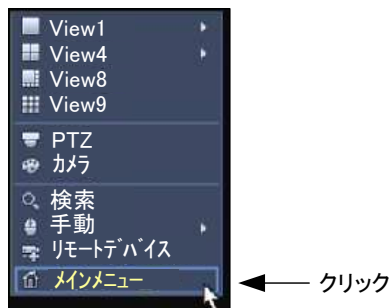 View1
View4
View8
View9
PTZ
カメラ
検索
手動
リモートデバイス
メインメニュー
クリック